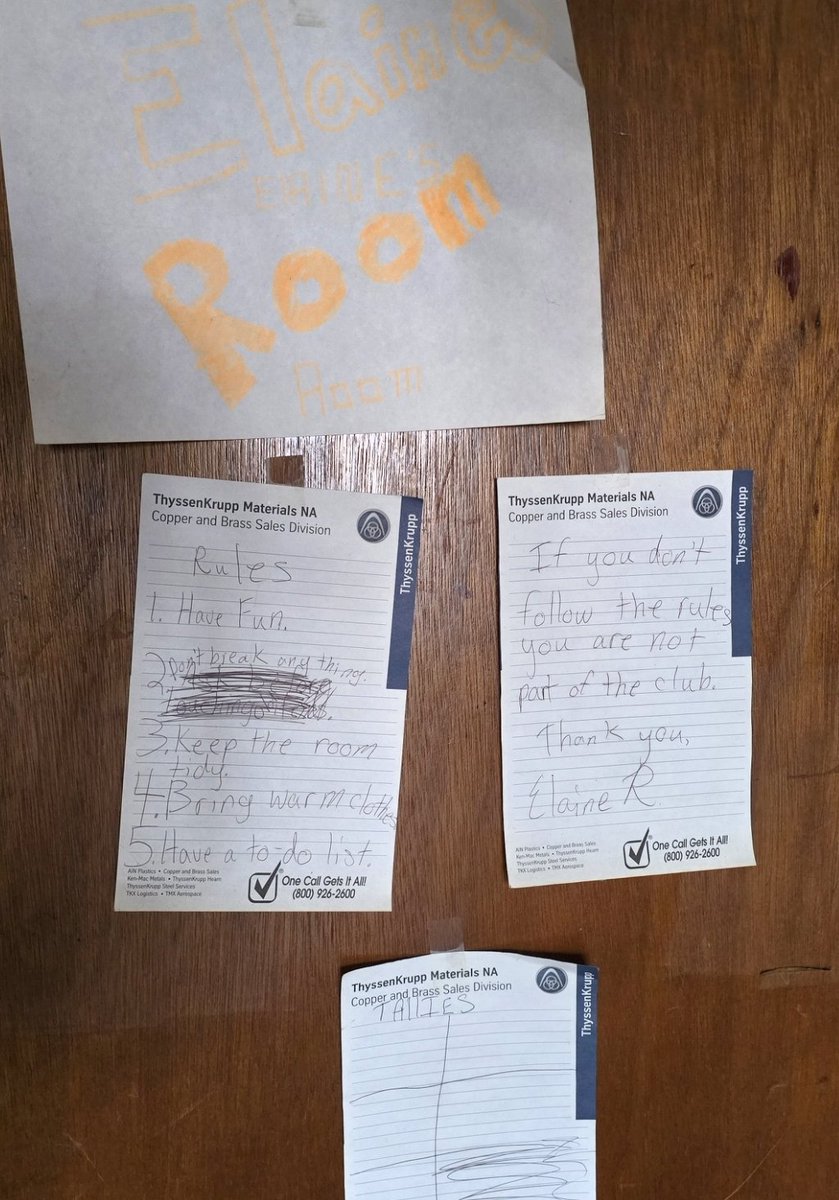 Elaina
ElAINE'S
Room
Room
ThyssenKrupp Materials NA
Copper and Brass Sales Division
ThyssenKrupp
Rules
1. Have Fun.
2. Don't break any thing.
3. Keep the room
tidy.
4. Bring warm clothes
5. Have a to-do list.
AIN Plastics • Copper and Brass Sales
Ken-Mac Metals • ThyssenKrupp Hearn
ThyssenKrupp Steel Services
TKX Logistics • TMX Aerospace
One Call Gets It All!
(800) 926-2600
ThyssenKrupp Materials NA
Copper and Brass Sales Division
ThyssenKrupp
If you don't
follow the rules
you are not
part of the club.
Thank you,
Elaine R.
AIN Plastics • Copper and Brass Sales
Ken-Mac Metals • ThyssenKrupp Hearn
ThyssenKrupp Steel Services
TKX Logistics • TMX Aerospace
One Call Gets It All!
(800) 926-2600
ThyssenKrupp Materials NA
Copper and Brass Sales Division
ThyssenKrupp
TAllIES